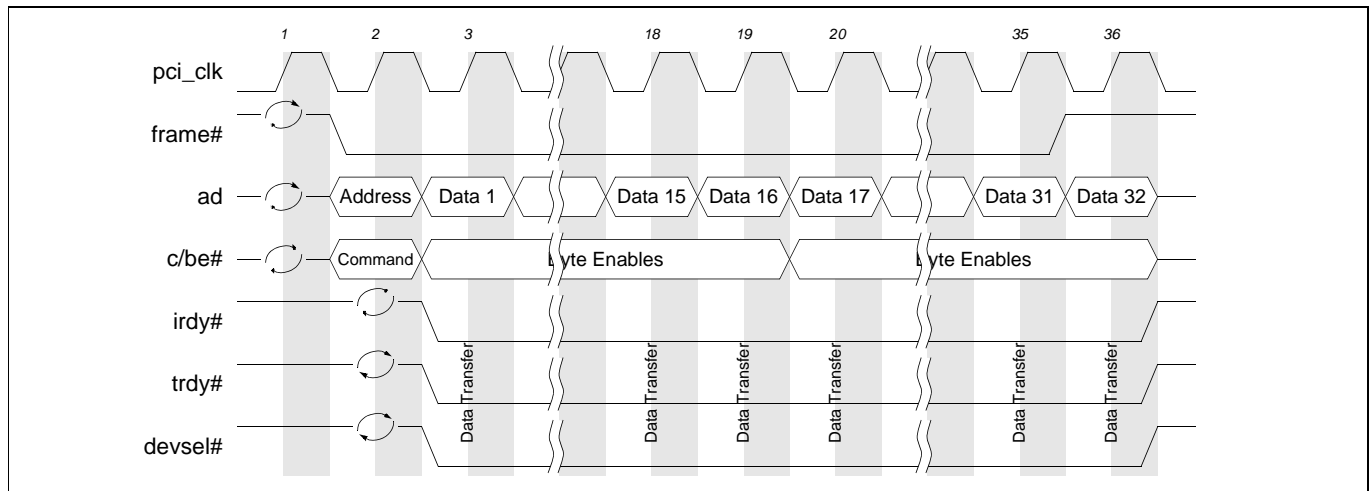 1 2 3 18 19 20 35 36
pci_clk
frame#
ad Address Data 1 Data 15 Data 16 Data 17 Data 31 Data 32
c/be# Command Byte Enables Byte Enables
irdy#
trdy#
Data Transfer Data Transfer Data Transfer Data Transfer Data Transfer Data Transfer
devsel#